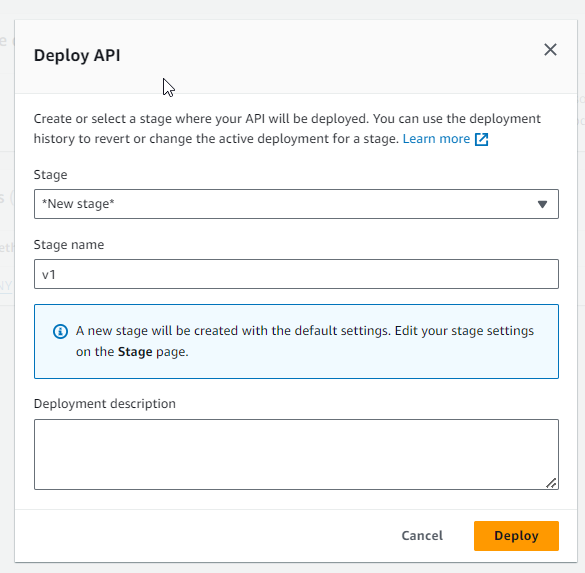 Deploy API
Create or select a stage where your API will be deployed. You can use the deployment
history to revert or change the active deployment for a stage. Learn more
Stage
*New stage*
Stage name
v1
A new stage will be created with the default settings. Edit your stage settings
on the Stage page.
Deployment description
Cancel
Deploy